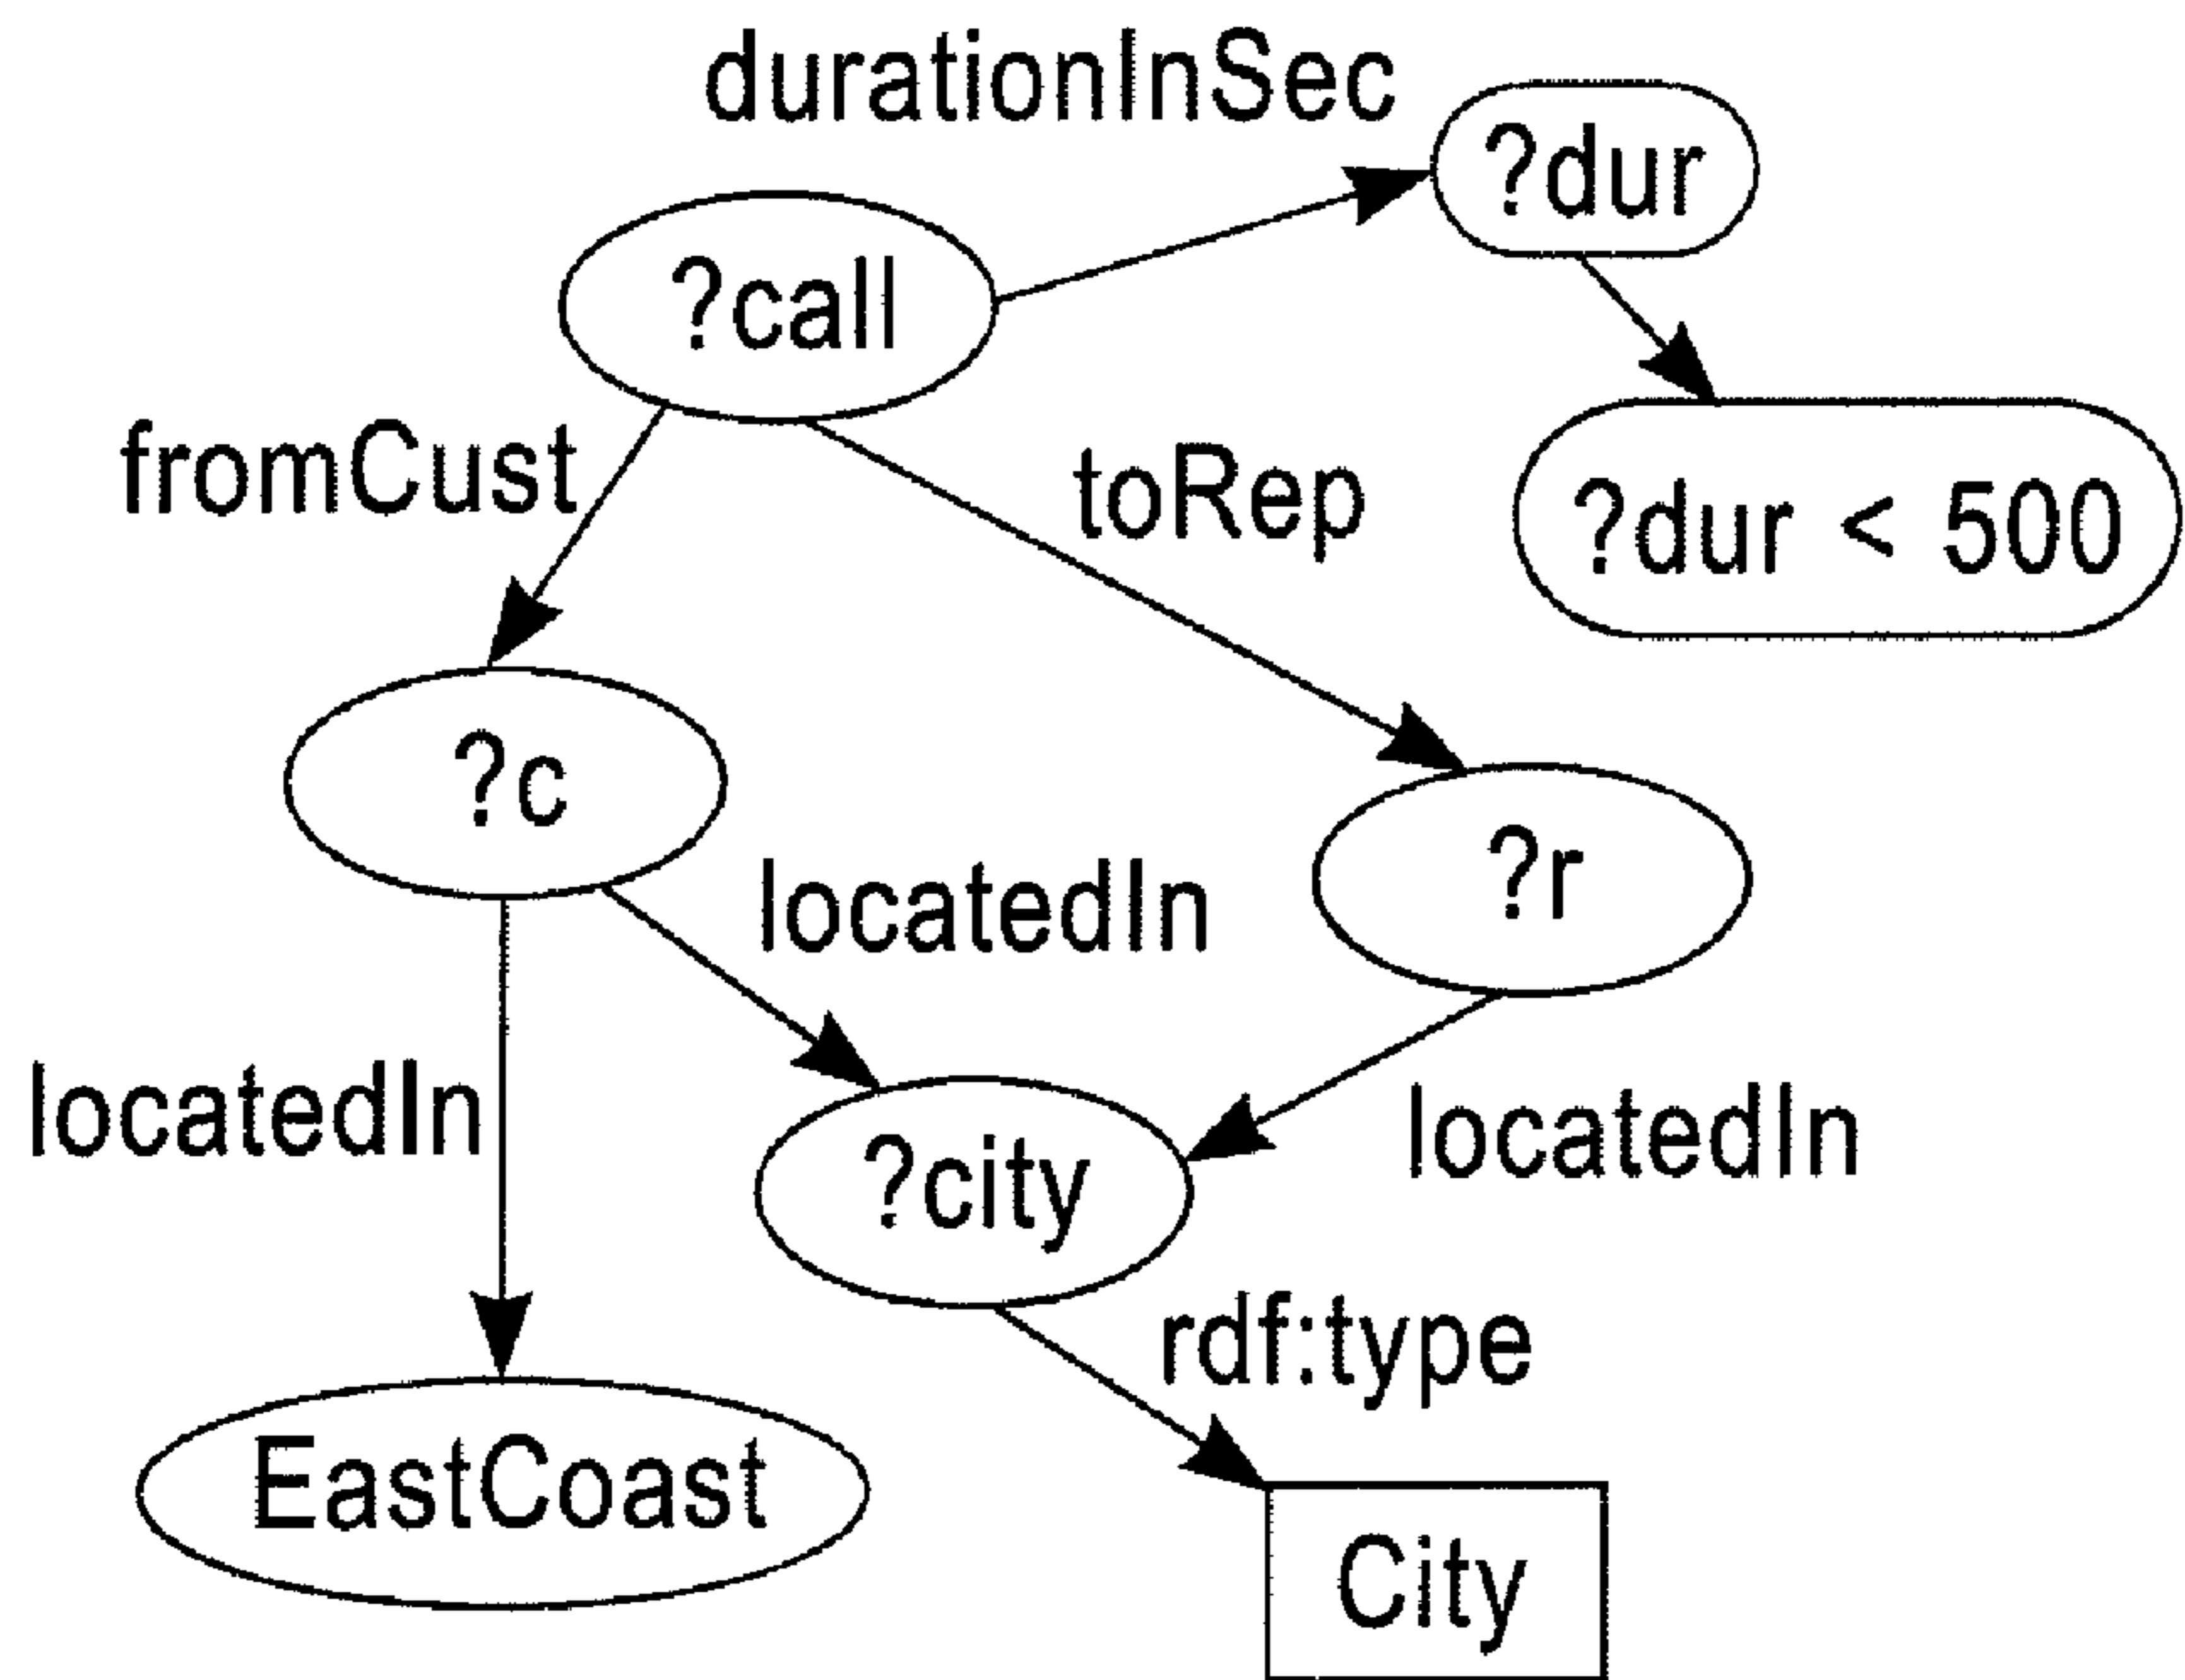 durationInSec
?dur
?call
fromCust
toRep
?dur < 500
?c
?r
locatedIn
locatedIn
locatedIn
?city
rdf:type
EastCoast
City